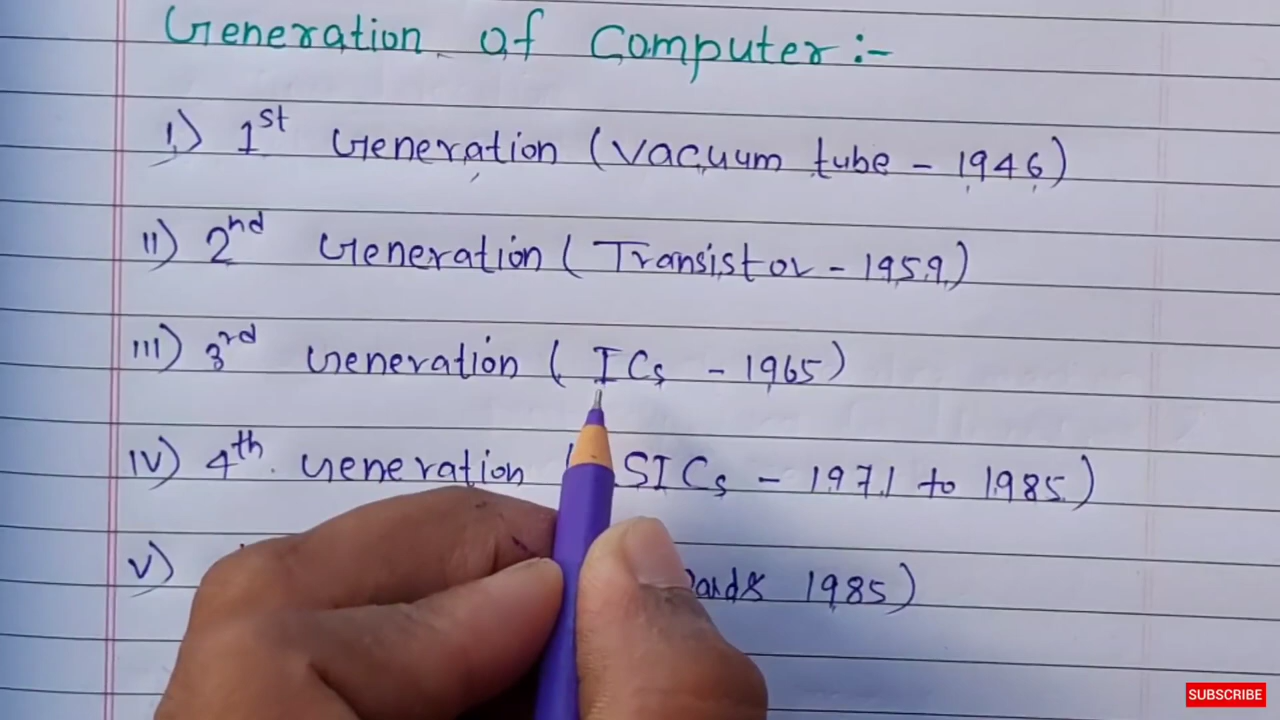 Generation of Computer :-
I) 1st Generation (Vacuum tube - 1946)
II) 2nd Generation ( Transistor - 1959)
III) 3rd Generation ( ICs - 1965)
IV) 4th Generation ( SICs - 1971 to 1985)
V) 1985)
SUBSCRIBE